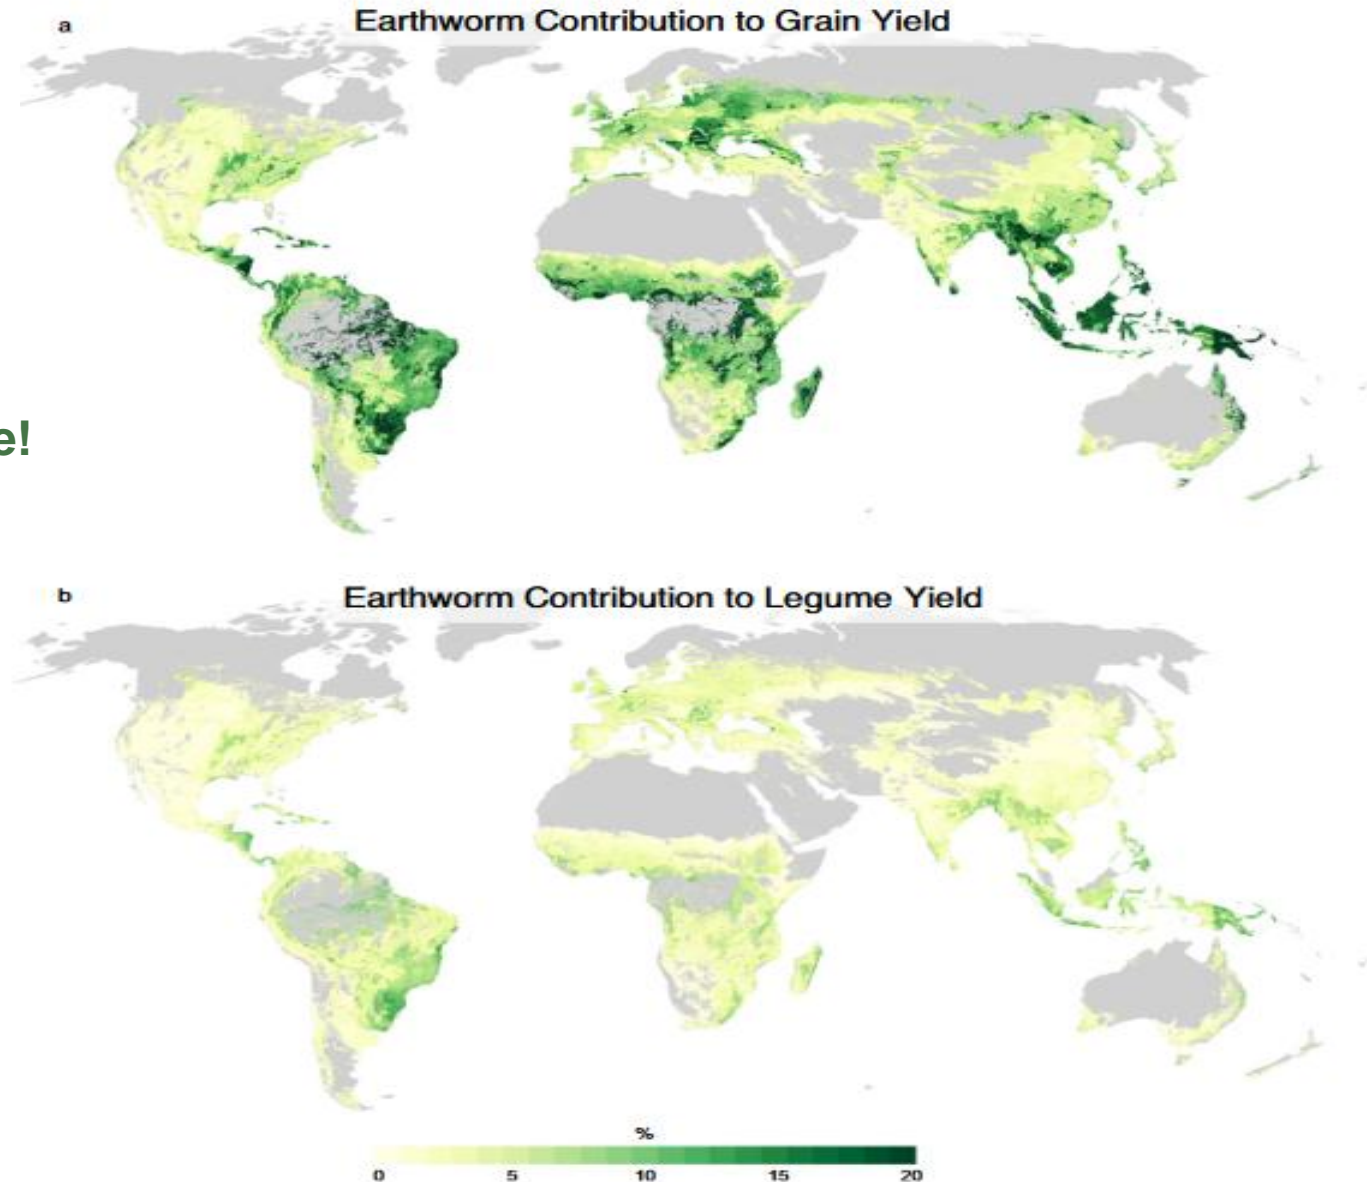 a
Earthworm Contribution to Grain Yield
e!
b
Earthworm Contribution to Legume Yield
%
0 5 10 15 20